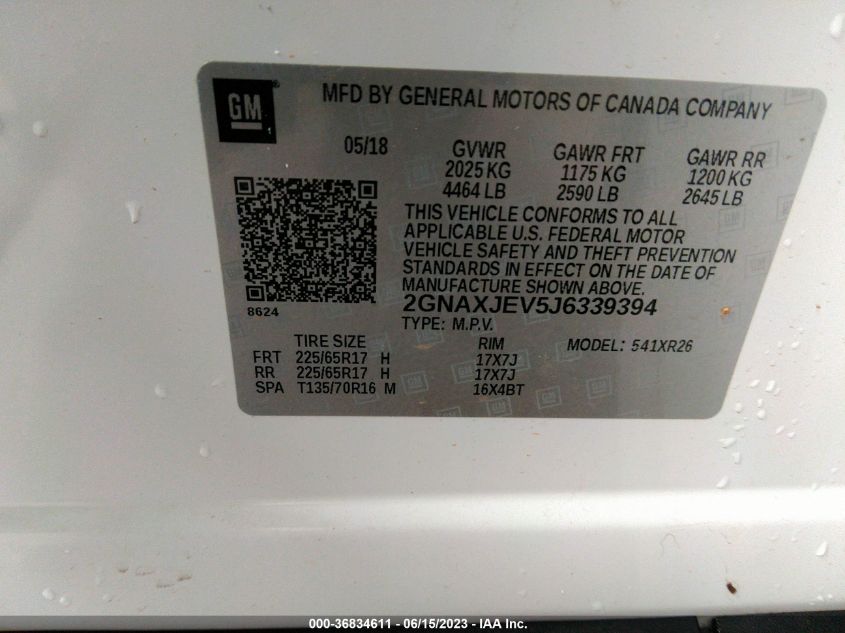 GM
MFD BY GENERAL MOTORS OF CANADA COMPANY
05/18 GVWR GAWR FRT GAWR RR
2025 KG 1175 KG 1200 KG
4464 LB 2590 LB 2645 LB
THIS VEHICLE CONFORMS TO ALL
APPLICABLE U.S. FEDERAL MOTOR
VEHICLE SAFETY AND THEFT PREVENTION
STANDARDS IN EFFECT ON THE DATE OF
MANUFACTURE SHOWN ABOVE.
2GNAXJEV5J6339394
8624
TYPE: M.P.V.
TIRE SIZE RIM MODEL: 541XR26
FRT 225/65R17 H 17X7J
RR 225/65R17 H 17X7J
SPA T135/70R16 M 16X4BT
000-36834611 - 06/15/2023 - IAA Inc.